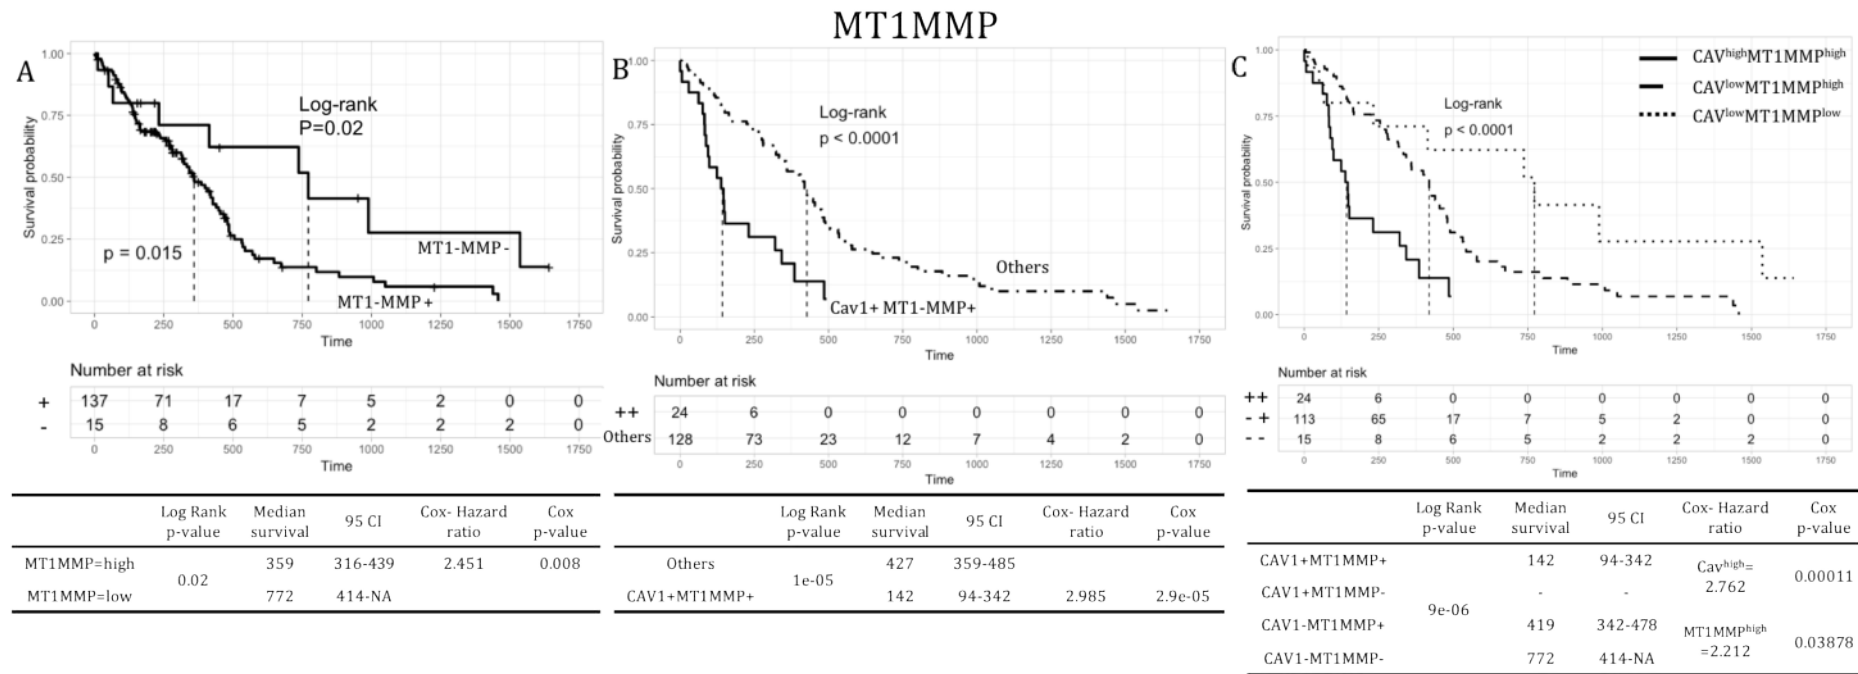 MT1MMP
A
1.00
0.75
0.50
0.25
0.00
Survival probability
Log-rank
P=0.02
p = 0.015
MT1-MMP -
MT1-MMP +
0 250 500 750 1000 1250 1500 1750
Time
Number at risk
+ 137 71 17 7 5 2 0 0
- 15 8 6 5 2 2 2 0
0 250 500 750 1000 1250 1500 1750
Time
Log Rank p-value Median survival 95 CI Cox- Hazard ratio Cox p-value
MT1MMP=high 359 316-439 2.451 0.008
0.02
MT1MMP=low 772 414-NA
B
1.00
0.75
0.50
0.25
0.00
Survival probability
Log-rank
p < 0.0001
Others
Cav1+ MT1-MMP+
0 250 500 750 1000 1250 1500 1750
Time
Number at risk
++ 24 6 0 0 0 0 0 0
Others 128 73 23 12 7 4 2 0
0 250 500 750 1000 1250 1500 1750
Time
Log Rank p-value Median survival 95 CI Cox- Hazard ratio Cox p-value
Others 427 359-485
1e-05
CAV1+MT1MMP+ 142 94-342 2.985 2.9e-05
C
1.00
0.75
0.50
0.25
0.00
Survival probability
CAVhighMT1MMPhigh
CAVlowMT1MMPhigh
CAVlowMT1MMPlow
Log-rank
p < 0.0001
0 250 500 750 1000 1250 1500 1750
Time
Number at risk
++ 24 6 0 0 0 0 0 0
- + 113 65 17 7 5 2 0 0
- - 15 8 6 5 2 2 2 0
0 250 500 750 1000 1250 1500 1750
Time
Log Rank p-value Median survival 95 CI Cox- Hazard ratio Cox p-value
CAV1+MT1MMP+ 142 94-342
Cavhigh= 2.762 0.00011
CAV1+MT1MMP- - -
9e-06
CAV1-MT1MMP+ 419 342-478
MT1MMPhigh =2.212 0.03878
CAV1-MT1MMP- 772 414-NA